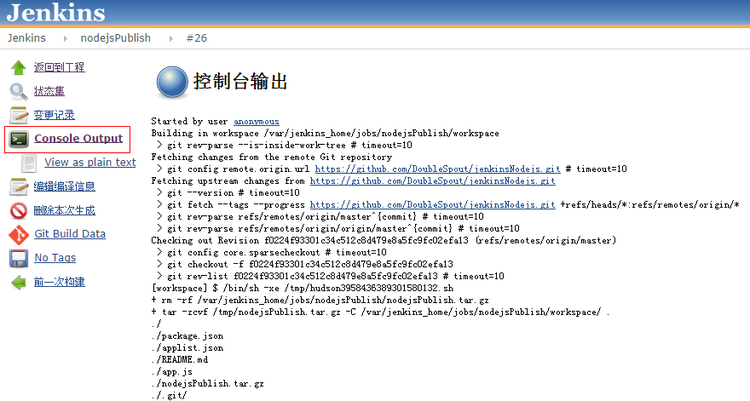 Jenkins
Jenkins nodejsPublish #26
返回到工程
状态集
变更记录
Console Output
View as plain text
编辑编译信息
删除本次生成
Git Build Data
No Tags
前一次构建
控制台输出
Started by user anonymous
Building in workspace /var/jenkins_home/jobs/nodejsPublish/workspace
> git rev-parse --is-inside-work-tree # timeout=10
Fetching changes from the remote Git repository
> git config remote.origin.url https://github.com/DoubleSpout/jenkinsNodejs.git # timeout=10
Fetching upstream changes from https://github.com/DoubleSpout/jenkinsNodejs.git
> git --version # timeout=10
> git fetch --tags --progress https://github.com/DoubleSpout/jenkinsNodejs.git +refs/heads/*:refs/remotes/origin/*
> git rev-parse refs/remotes/origin/master^{commit} # timeout=10
> git rev-parse refs/remotes/origin/origin/master^{commit} # timeout=10
Checking out Revision f0224f93301c34c512c8d479e8a5fc9fc02efa13 (refs/remotes/origin/master)
> git config core.sparsecheckout # timeout=10
> git checkout -f f0224f93301c34c512c8d479e8a5fc9fc02efa13
> git rev-list f0224f93301c34c512c8d479e8a5fc9fc02efa13 # timeout=10
[workspace] $ /bin/sh -xe /tmp/hudson3958436389301580132.sh
+ rm -rf /var/jenkins_home/jobs/nodejsPublish/nodejsPublish.tar.gz
+ tar -zcvf /tmp/nodejsPublish.tar.gz -C /var/jenkins_home/jobs/nodejsPublish/workspace/ .
./
./package.json
./applist.json
./README.md
./app.js
./nodejsPublish.tar.gz
./.git/